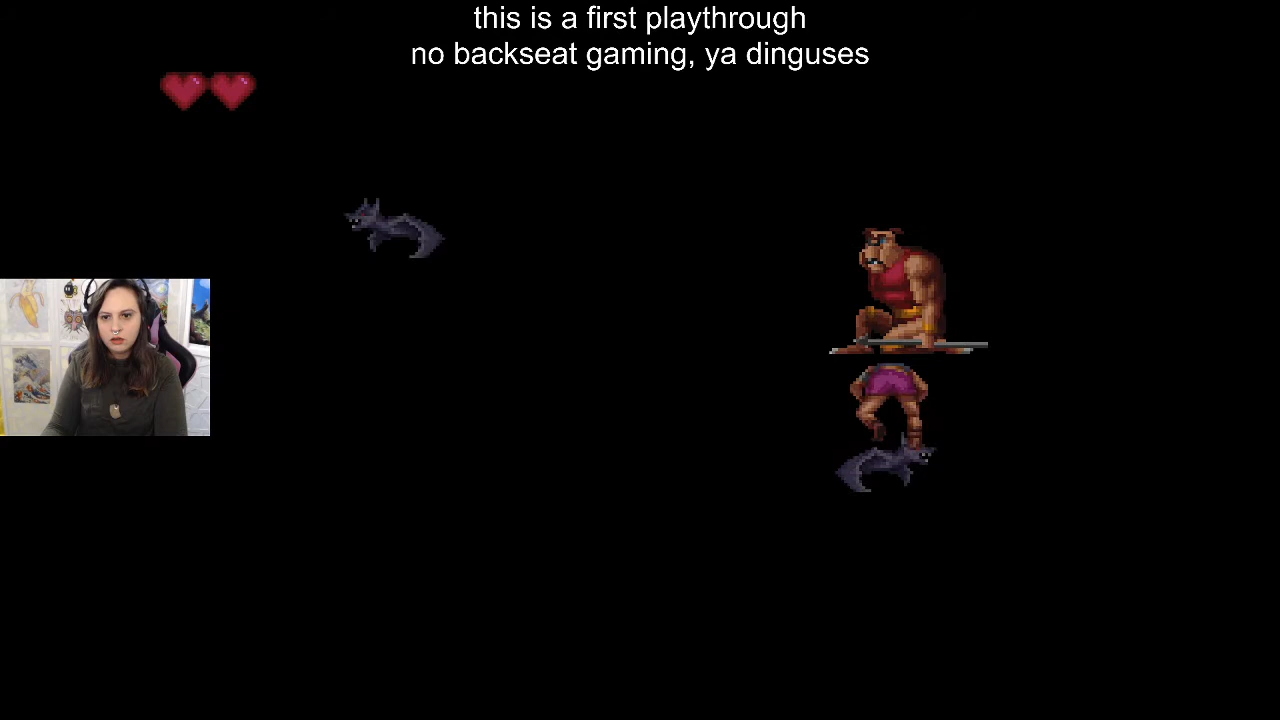 this is a first playthrough
no backseat gaming, ya dinguses